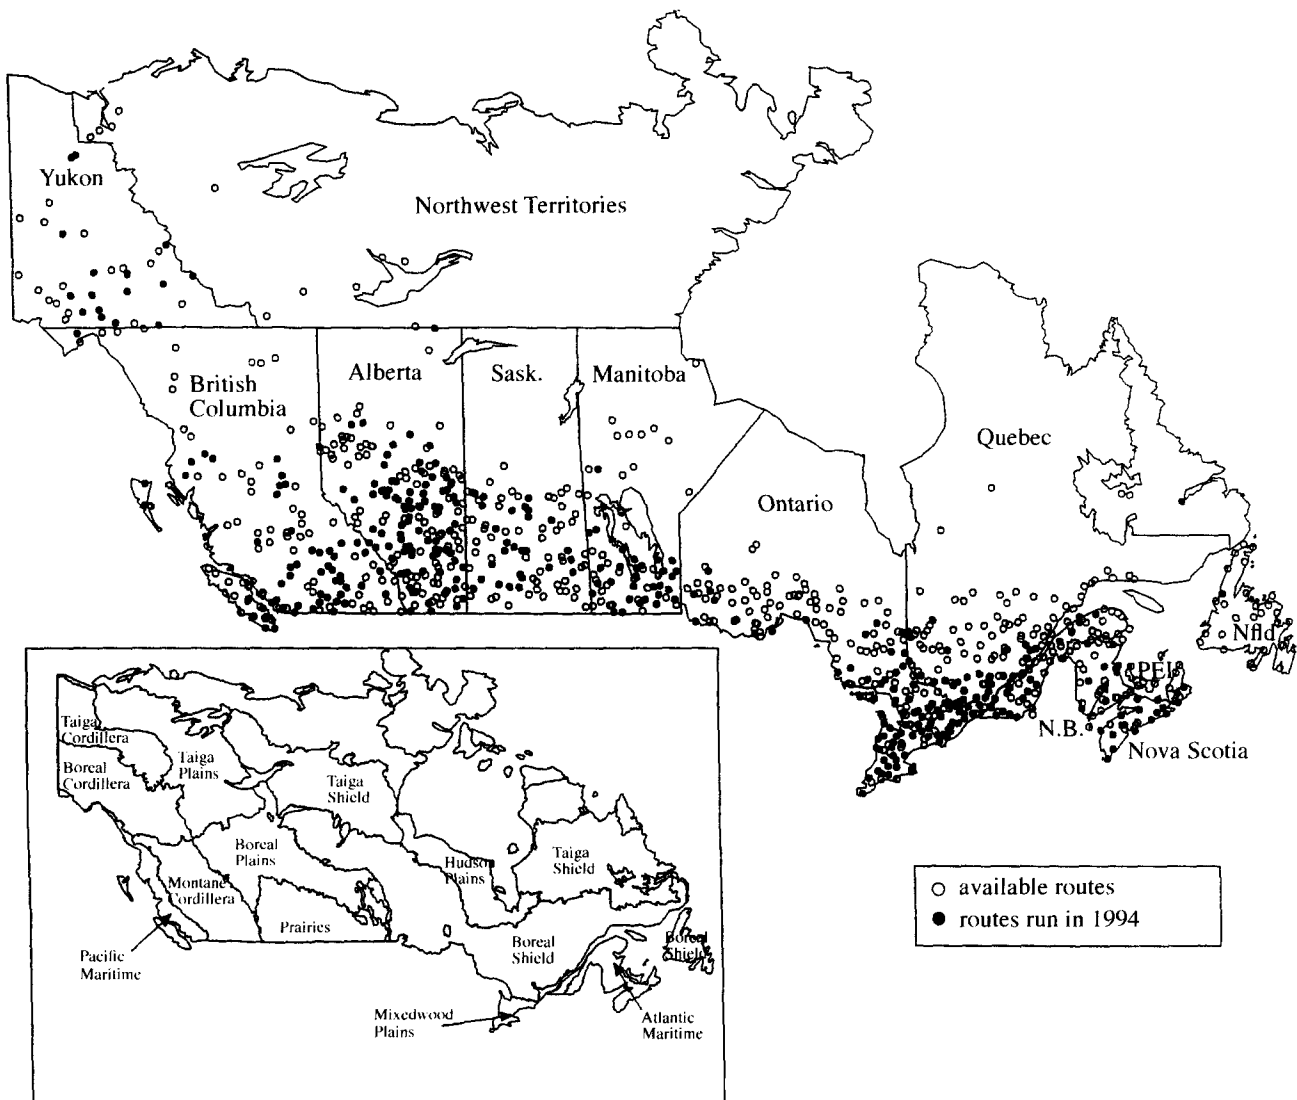 Yukon
Northwest Territories
British
Columbia
Alberta
Sask.
Manitoba
Ontario
Quebec
Nfld
PEI
N.B.
Nova Scotia
Taiga
Cordillera
Boreal
Cordillera
Taiga
Plains
Taiga
Shield
Boreal
Plains
Montane
Cordillera
Prairies
Hudson
Plains
Taiga
Shield
Boreal
Shield
Boreal
Shield
Pacific
Maritime
Mixedwood
Plains
Atlantic
Maritime
available routes
routes run in 1994